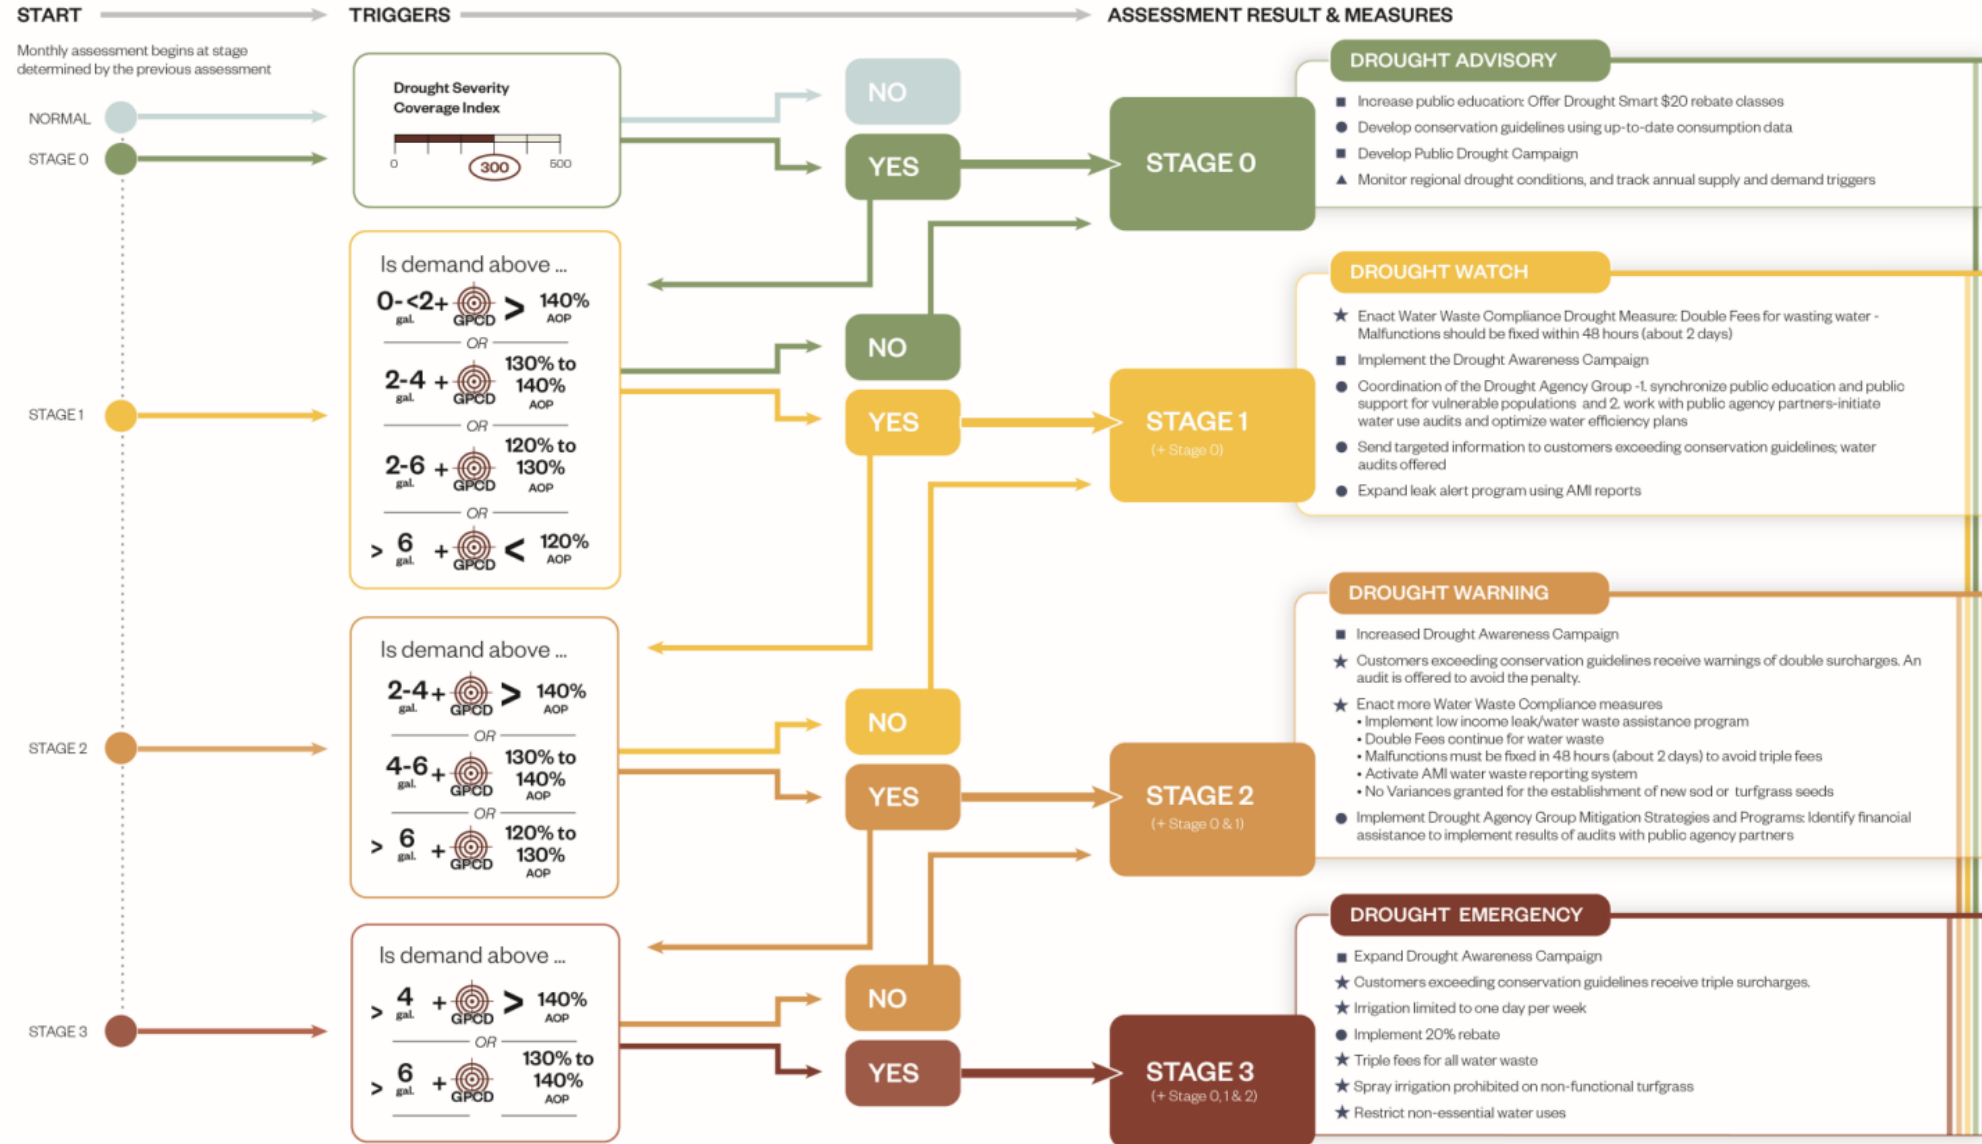 START
TRIGGERS
ASSESSMENT RESULT & MEASURES
Monthly assessment begins at stage
determined by the previous assessment
NORMAL
STAGE 0
STAGE 1
STAGE 2
STAGE 3
Drought Severity
Coverage Index
0
300
500
NO
YES
STAGE 0
DROUGHT ADVISORY
Increase public education: Offer Drought Smart $20 rebate classes
Develop conservation guidelines using up-to-date consumption data
Develop Public Drought Campaign
Monitor regional drought conditions, and track annual supply and demand triggers
Is demand above ...
0-<2+ GPCD > 140%
gal. AOP
OR
2-4 + GPCD 130% to
140%
gal. AOP
OR
2-6 + GPCD 120% to
130%
gal. AOP
OR
> 6 + GPCD < 120%
gal. AOP
NO
YES
STAGE 1
(+ Stage 0)
DROUGHT WATCH
Enact Water Waste Compliance Drought Measure: Double Fees for wasting water -
Malfunctions should be fixed within 48 hours (about 2 days)
Implement the Drought Awareness Campaign
Coordination of the Drought Agency Group -1. synchronize public education and public
support for vulnerable populations and 2. work with public agency partners-initiate
water use audits and optimize water efficiency plans
Send targeted information to customers exceeding conservation guidelines; water
audits offered
Expand leak alert program using AMI reports
Is demand above ...
2-4+ GPCD > 140%
gal. AOP
OR
4-6+ GPCD 130% to
140%
gal. AOP
OR
> 6 + GPCD 120% to
130%
gal. AOP
NO
YES
STAGE 2
(+ Stage 0 & 1)
DROUGHT WARNING
Increased Drought Awareness Campaign
Customers exceeding conservation guidelines receive warnings of double surcharges. An
audit is offered to avoid the penalty.
Enact more Water Waste Compliance measures
• Implement low income leak/water waste assistance program
• Double Fees continue for water waste
• Malfunctions must be fixed in 48 hours (about 2 days) to avoid triple fees
• Activate AMI water waste reporting system
• No Variances granted for the establishment of new sod or turfgrass seeds
Implement Drought Agency Group Mitigation Strategies and Programs: Identify financial
assistance to implement results of audits with public agency partners
Is demand above ...
> 4 + GPCD > 140%
gal. AOP
OR
> 6 + GPCD 130% to
140%
gal. AOP
NO
YES
STAGE 3
(+ Stage 0, 1 & 2)
DROUGHT EMERGENCY
Expand Drought Awareness Campaign
Customers exceeding conservation guidelines receive triple surcharges.
Irrigation limited to one day per week
Implement 20% rebate
Triple fees for all water waste
Spray irrigation prohibited on non-functional turfgrass
Restrict non-essential water uses